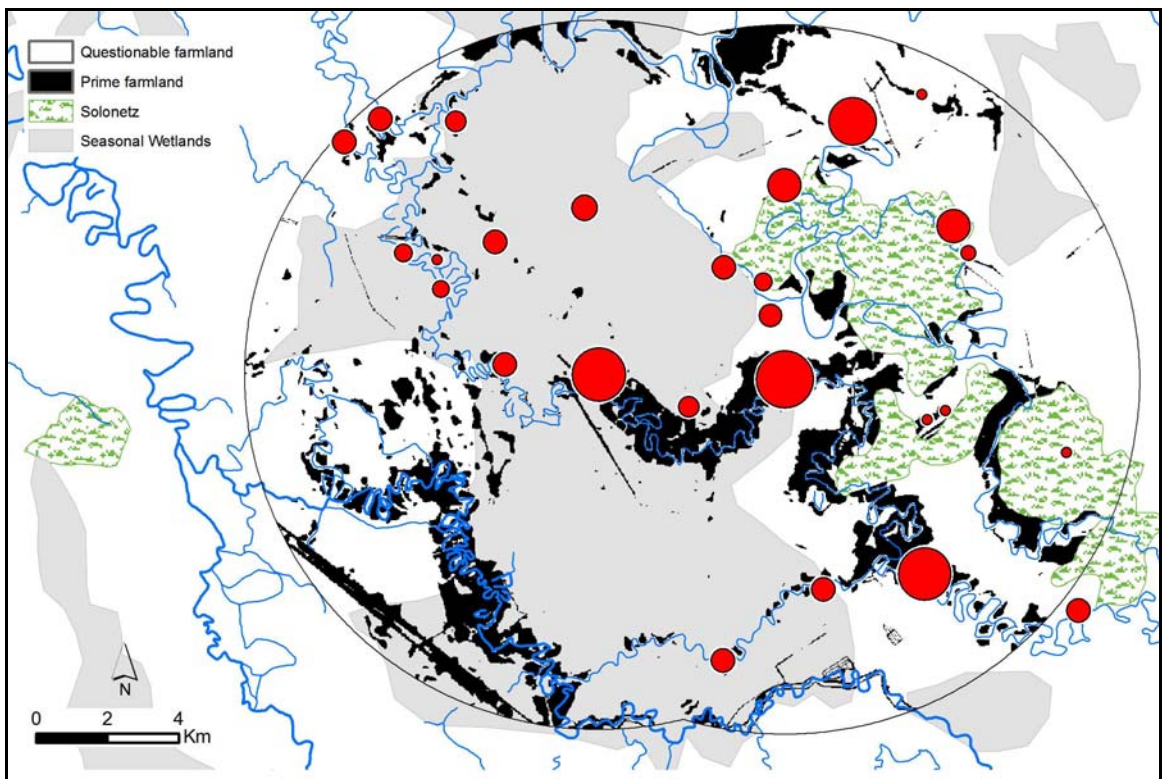 Questionable farmland
Prime farmland
Solonetz
Seasonal Wetlands
N
0 2 4
Km